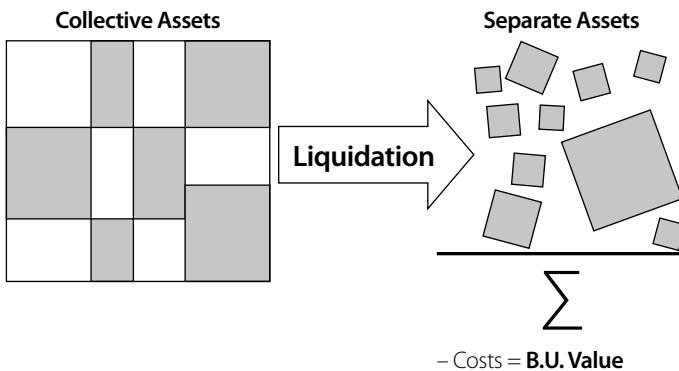 Collective Assets
Separate Assets
Liquidation
∑
– Costs = B.U. Value